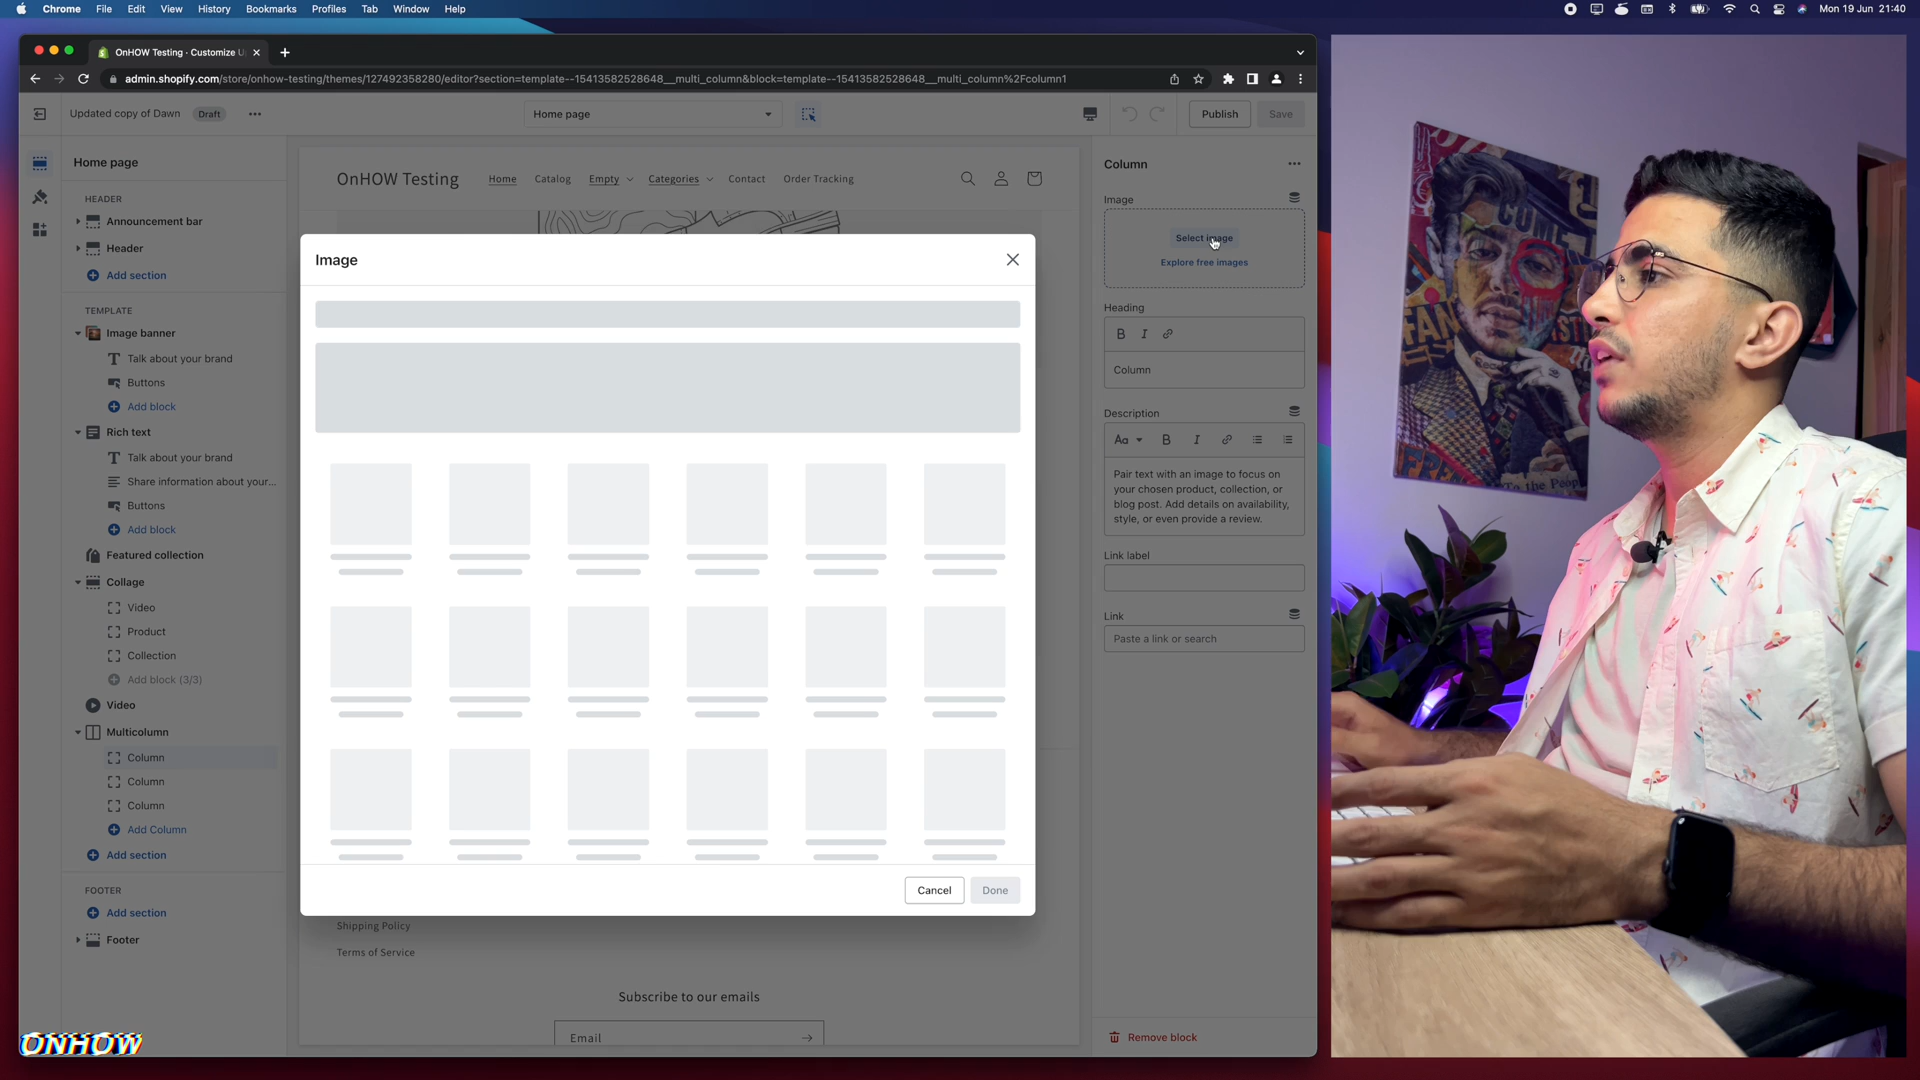 Chrome File Edit View History Bookmarks Profiles Tab Window Help
Mon 19 Jun 21:40
OnHOW Testing · Customize U
admin.shopify.com/store/onhow-testing/themes/127492358280/editor?section=template--15413582528648__multi_column&block=template--15413582528648__multi_column%2Fcolumn1
Updated copy of Dawn Draft
Home page
Publish Save
Home page
HEADER
Announcement bar
Header
Add section
TEMPLATE
Image banner
Talk about your brand
Buttons
Add block
Rich text
Talk about your brand
Share information about your...
Buttons
Add block
Featured collection
Collage
Video
Product
Collection
Add block (3/3)
Video
Multicolumn
Column
Column
Column
Add Column
Add section
FOOTER
Add section
Footer
OnHOW Testing Home Catalog Empty Categories Contact Order Tracking
Image
Cancel Done
Shipping Policy
Terms of Service
Subscribe to our emails
Email
Column
Image
Select image
Explore free images
Heading
B I
Column
Description
Aa B I
Pair text with an image to focus on
your chosen product, collection, or
blog post. Add details on availability,
style, or even provide a review.
Link label
Link
Paste a link or search
Remove block
ONHOW
to the People